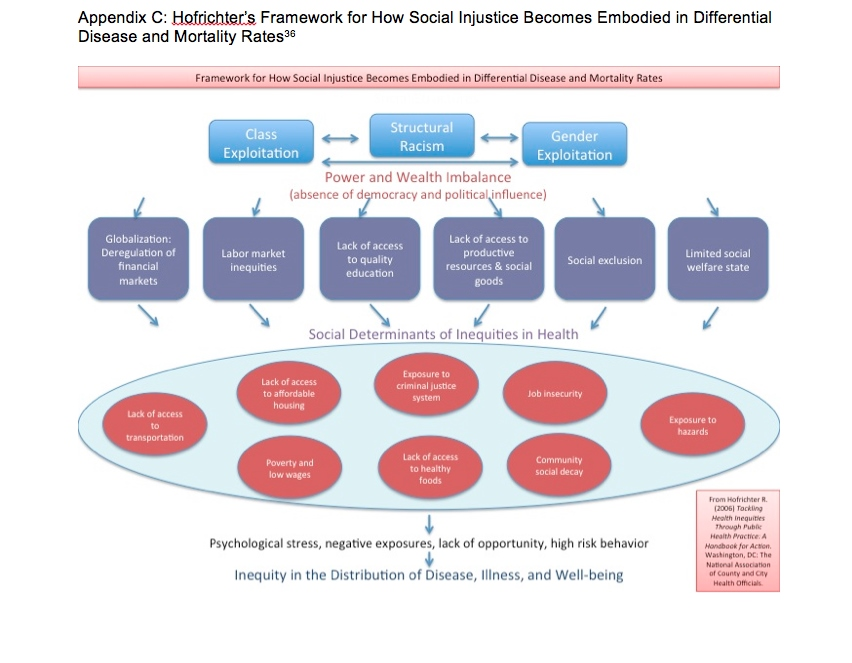 Appendix C: Hofrichter's Framework for How Social Injustice Becomes Embodied in Differential
Disease and Mortality Rates36
Framework for How Social Injustice Becomes Embodied in Differential Disease and Mortality Rates
Class
Exploitation
Structural
Racism
Gender
Exploitation
Power and Wealth Imbalance
(absence of democracy and political influence)
Globalization:
Deregulation of
financial
markets
Labor market
inequities
Lack of access
to quality
education
Lack of access to
productive
resources & social
goods
Social exclusion
Limited social
welfare state
Social Determinants of Inequities in Health
Lack of access
to
transportation
Lack of access
to affordable
housing
Exposure to
criminal justice
system
Job insecurity
Exposure to
hazards
Poverty and
low wages
Lack of access
to healthy
foods
Community
social decay
From Hofrichter R.
(2006) Tackling
Health Inequities
Through Public
Health Practice: A
Handbook for Action.
Washington, DC: The
National Association
of County and City
Health Officials.
Psychological stress, negative exposures, lack of opportunity, high risk behavior
Inequity in the Distribution of Disease, Illness, and Well-being